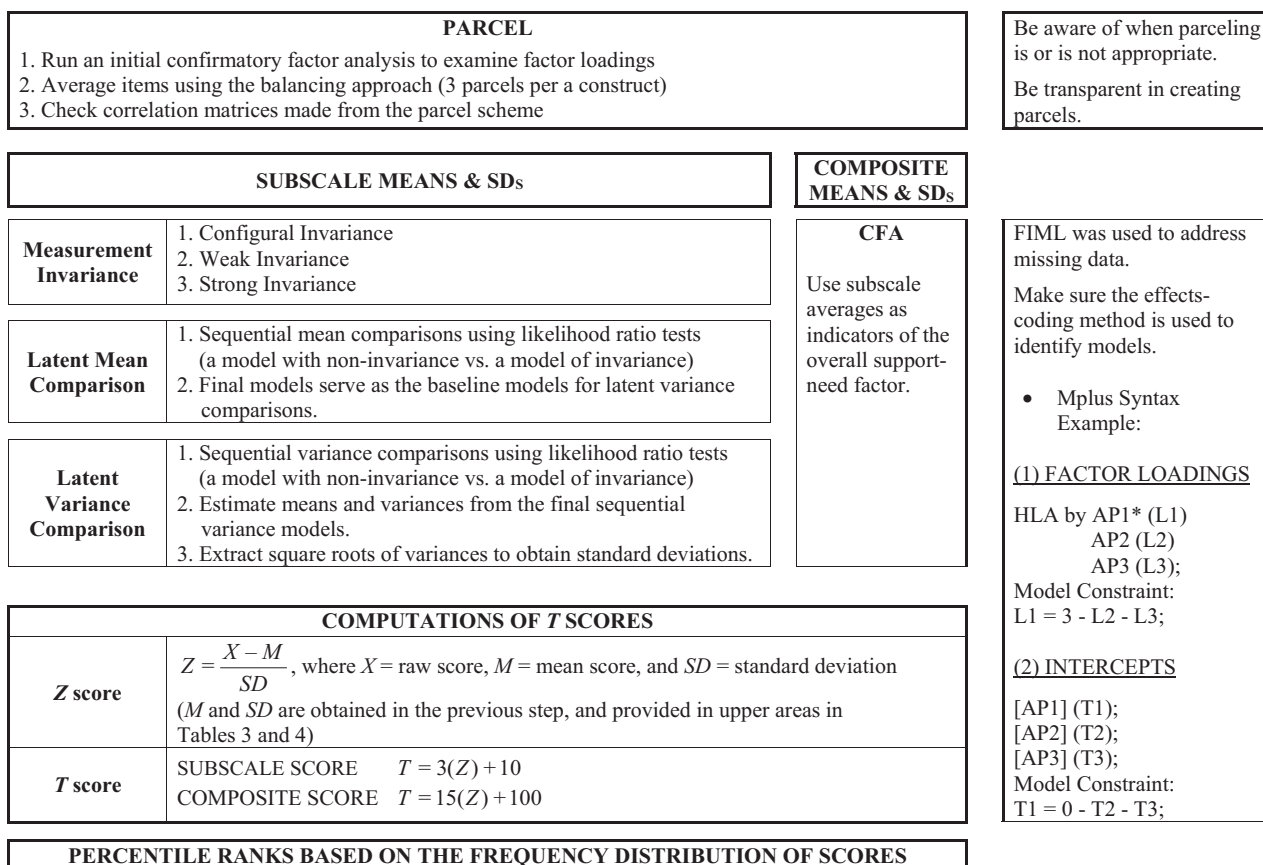 PARCEL
1. Run an initial confirmatory factor analysis to examine factor loadings
2. Average items using the balancing approach (3 parcels per a construct)
3. Check correlation matrices made from the parcel scheme
Be aware of when parceling
is or is not appropriate.
Be transparent in creating
parcels.
SUBSCALE MEANS & SDs
COMPOSITE
MEANS & SDs
Measurement
Invariance
1. Configural Invariance
2. Weak Invariance
3. Strong Invariance
Latent Mean
Comparison
1. Sequential mean comparisons using likelihood ratio tests
(a model with non-invariance vs. a model of invariance)
2. Final models serve as the baseline models for latent variance
comparisons.
Latent
Variance
Comparison
1. Sequential variance comparisons using likelihood ratio tests
(a model with non-invariance vs. a model of invariance)
2. Estimate means and variances from the final sequential
variance models.
3. Extract square roots of variances to obtain standard deviations.
CFA
Use subscale
averages as
indicators of the
overall support-
need factor.
FIML was used to address
missing data.
Make sure the effects-
coding method is used to
identify models.
• Mplus Syntax
Example:
(1) FACTOR LOADINGS
HLA by AP1* (L1)
AP2 (L2)
AP3 (L3);
Model Constraint:
L1 = 3 - L2 - L3;
(2) INTERCEPTS
[AP1] (T1);
[AP2] (T2);
[AP3] (T3);
Model Constraint:
T1 = 0 - T2 - T3;
COMPUTATIONS OF T SCORES
Z score
Z = X − M / SD, where X = raw score, M = mean score, and SD = standard deviation
(M and SD are obtained in the previous step, and provided in upper areas in
Tables 3 and 4)
T score
SUBSCALE SCORE T = 3(Z) + 10
COMPOSITE SCORE T = 15(Z) + 100
PERCENTILE RANKS BASED ON THE FREQUENCY DISTRIBUTION OF SCORES